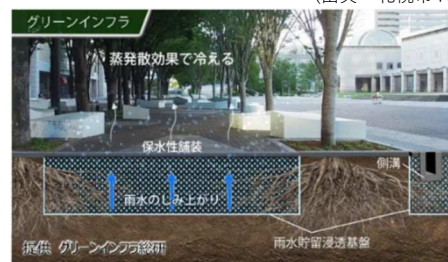 グリーンインフラ
蒸発散効果で冷える
保水性舗装
側溝
雨水のしみ上がり
雨水貯留浸透基盤
提供 グリーンインフラ総研